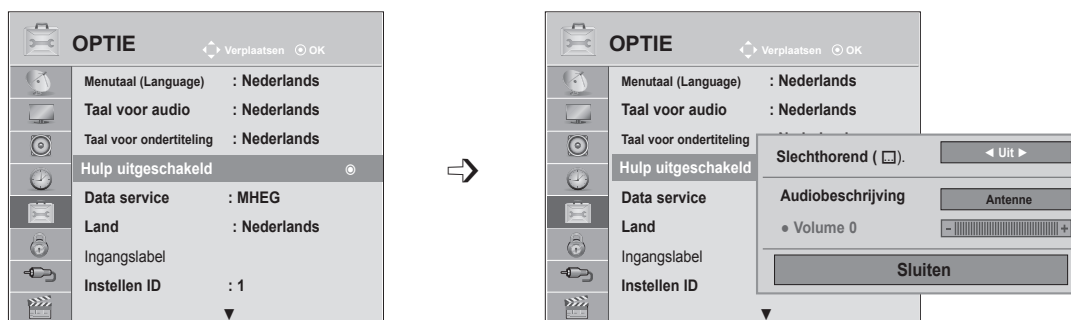 OPTIE
Verplaatsen OK
Menutaal (Language) : Nederlands
Taal voor audio : Nederlands
Taal voor ondertiteling : Nederlands
Hulp uitgeschakeld
Data service : MHEG
Land : Nederlands
Ingangslabel
Instellen ID : 1
OPTIE
Verplaatsen OK
Menutaal (Language) : Nederlands
Taal voor audio : Nederlands
Taal voor ondertiteling
Hulp uitgeschakeld
Data service
Land
Ingangslabel
Instellen ID
Slechthorend ( ). ◄ Uit ►
Audiobeschrijving Antenne
● Volume 0 - +
Sluiten